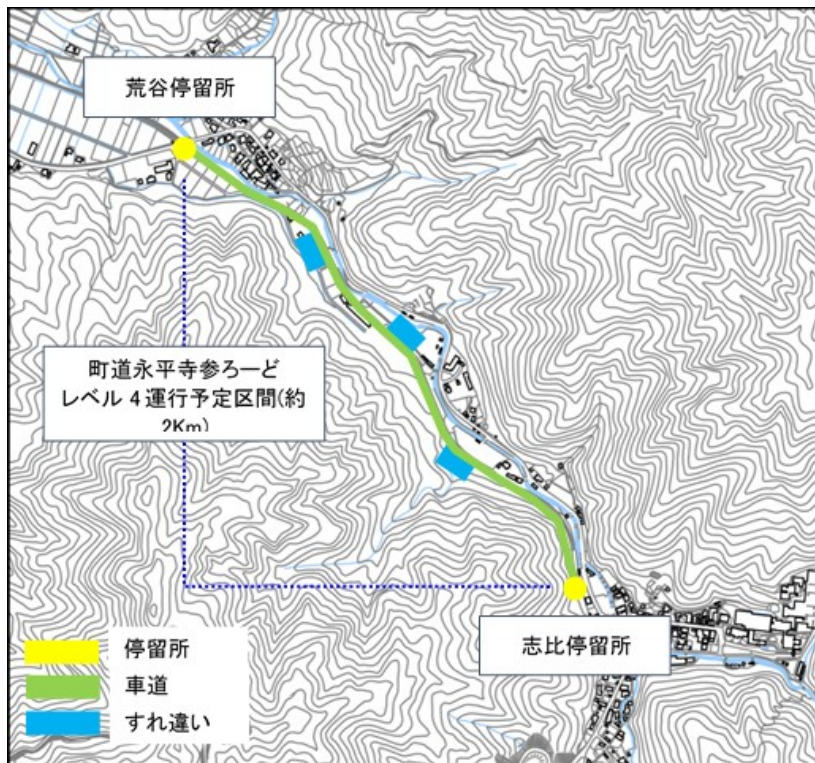 荒谷停留所
町道永平寺参ろーど
レベル4運行予定区間(約
2Km)
志比停留所
停留所
車道
すれ違い